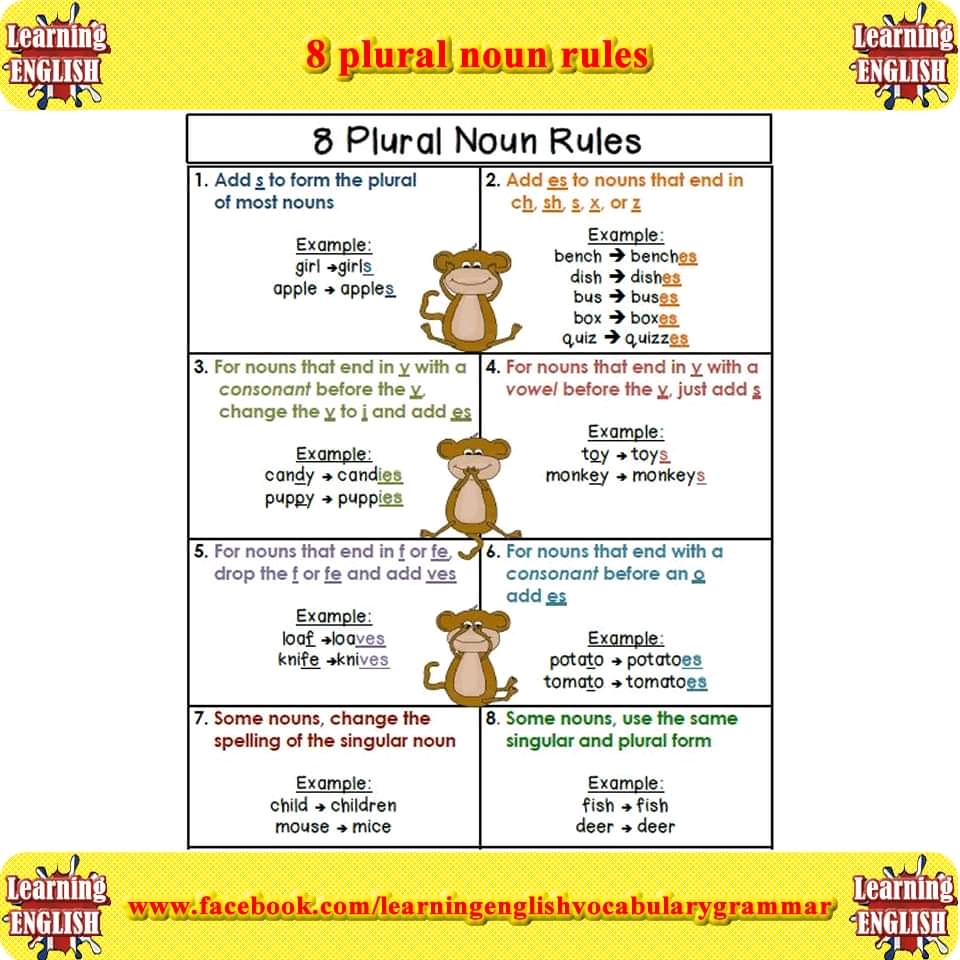 Learning
ENGLISH
8 plural noun rules
Learning
ENGLISH
8 Plural Noun Rules
1. Add s to form the plural
of most nouns
Example:
girl →girls
apple → apples
2. Add es to nouns that end in
ch, sh, s, x, or z
Example:
bench → benches
dish → dishes
bus → buses
box → boxes
quiz → quizzes
3. For nouns that end in y with a
consonant before the y,
change the y to i and add es
Example:
candy → candies
puppy → puppies
4. For nouns that end in y with a
vowel before the y, just add s
Example:
toy → toys
monkey → monkeys
5. For nouns that end in f or fe,
drop the f or fe and add ves
Example:
loaf →loaves
knife →knives
6. For nouns that end with a
consonant before an o
add es
Example:
potato → potatoes
tomato → tomatoes
7. Some nouns, change the
spelling of the singular noun
Example:
child → children
mouse → mice
8. Some nouns, use the same
singular and plural form
Example:
fish → fish
deer → deer
Learning
ENGLISH
www.facebook.com/learningenglishvocabularygrammar
Learning
ENGLISH